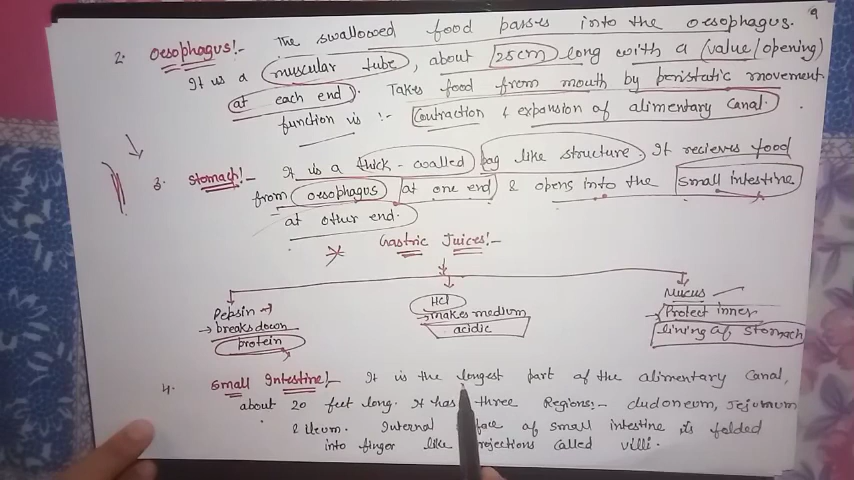 9
2. Oesophagus!- The swallowed food passes into the oesophagus.
It is a muscular tube, about 25cm long with a (value/opening)
at each end. Takes food from mouth by peristatic movement.
function is :- Contraction & expansion of alimentary Canal.
3. Stomach!- It is a thick-walled bag like structure. It recieves food
from oesophagus at one end & opens into the small intestine
at other end.
Gastric Juices!-
Pepsin → HCl Mucus
→ breaks down → makes medium Protect inner
protein acidic lining of stomach
4. Small Intestine!- It is the longest part of the alimentary Canal,
about 20 feet long. It has three Regions:- dudoneum, Jejunum
& Ileum. Internal face of small intestine is folded
into finger like rojections called villi.